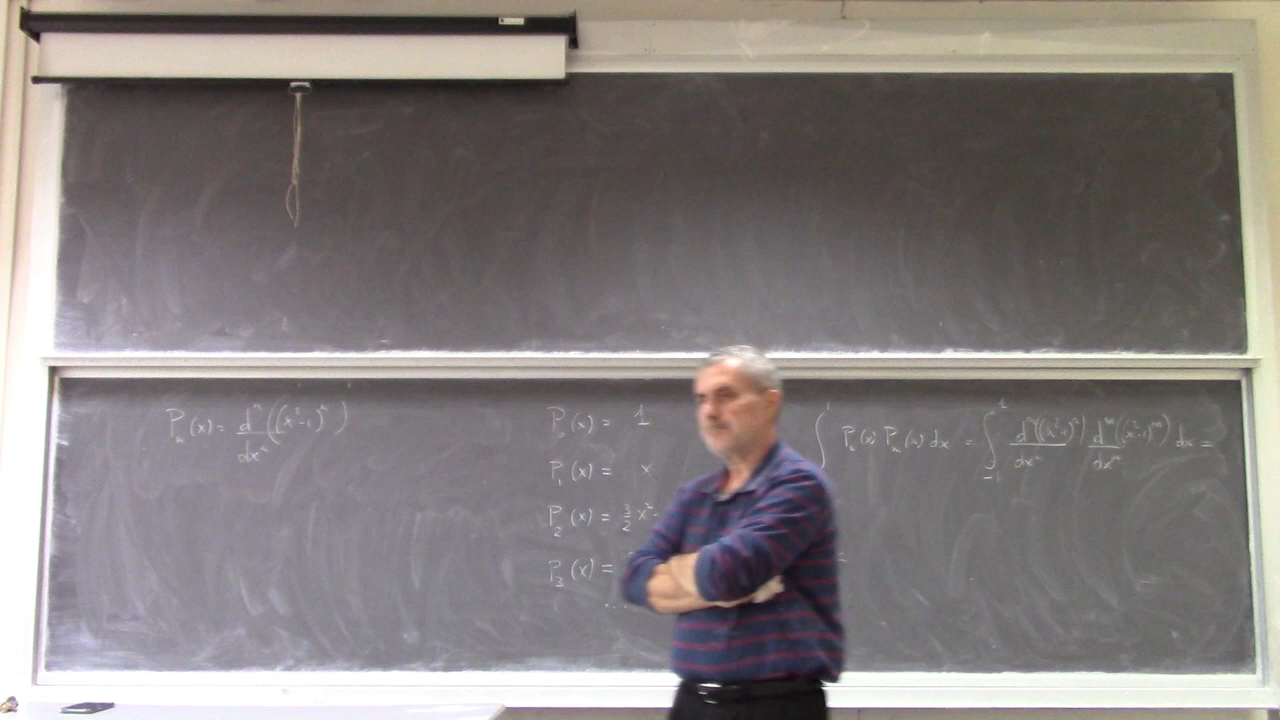 Pₙ(x) = dⁿ/dxⁿ ((x²-1)ⁿ)
P₀(x) = 1
P₁(x) = x
P₂(x) = 3/2 x² -
P₃(x) =
...
∫ Pₙ(x) Pₘ(x) dx = ∫₋₁¹ dⁿ((x²-1)ⁿ)/dxⁿ dᵐ((x²-1)ᵐ)/dxᵐ dx =